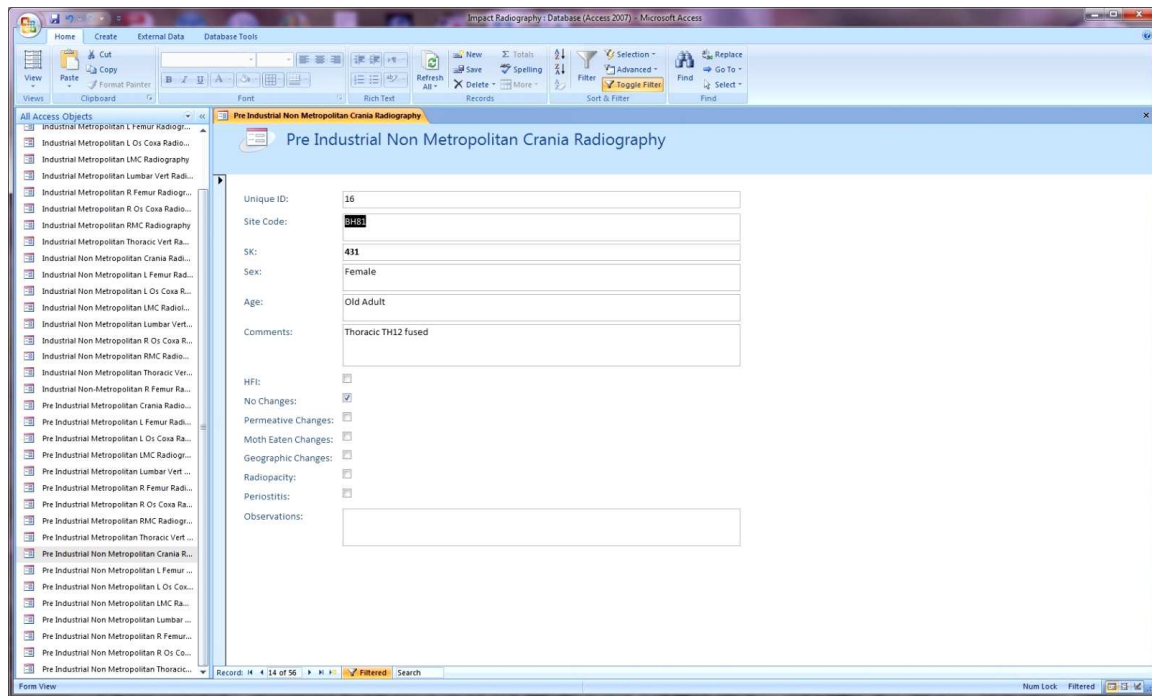 Impact Radiography : Database (Access 2007) - Microsoft Access
Home Create External Data Database Tools
View
Views
Paste
Cut
Copy
Format Painter
Clipboard
B I U A
Font
Rich Text
Refresh All
New
Save
Delete
Totals
Spelling
More
Records
Filter
Selection
Advanced
Toggle Filter
Sort & Filter
Find
Replace
Go To
Select
Find
All Access Objects
Industrial Metropolitan L Femur Radiogr...
Industrial Metropolitan L Os Coxa Radio...
Industrial Metropolitan LMC Radiography
Industrial Metropolitan Lumbar Vert Radi...
Industrial Metropolitan R Femur Radiogr...
Industrial Metropolitan R Os Coxa Radio...
Industrial Metropolitan RMC Radiography
Industrial Metropolitan Thoracic Vert Ra...
Industrial Non Metropolitan Crania Radi...
Industrial Non Metropolitan L Femur Rad...
Industrial Non Metropolitan L Os Coxa R...
Industrial Non Metropolitan LMC Radiol...
Industrial Non Metropolitan Lumbar Vert...
Industrial Non Metropolitan R Os Coxa R...
Industrial Non Metropolitan RMC Radio...
Industrial Non Metropolitan Thoracic Ver...
Industrial Non-Metropolitan R Femur Ra...
Pre Industrial Metropolitan Crania Radio...
Pre Industrial Metropolitan L Femur Radi...
Pre Industrial Metropolitan L Os Coxa Ra...
Pre Industrial Metropolitan LMC Radiogr...
Pre Industrial Metropolitan Lumbar Vert ...
Pre Industrial Metropolitan R Femur Radi...
Pre Industrial Metropolitan R Os Coxa Ra...
Pre Industrial Metropolitan RMC Radiogr...
Pre Industrial Metropolitan Thoracic Vert ...
Pre Industrial Non Metropolitan Crania R...
Pre Industrial Non Metropolitan L Femur ...
Pre Industrial Non Metropolitan L Os Cox...
Pre Industrial Non Metropolitan LMC Ra...
Pre Industrial Non Metropolitan Lumbar ...
Pre Industrial Non Metropolitan R Femur...
Pre Industrial Non Metropolitan R Os Co...
Pre Industrial Non Metropolitan Thoracic...
Pre Industrial Non Metropolitan Crania Radiography
Pre Industrial Non Metropolitan Crania Radiography
Unique ID: 16
Site Code: BH81
SK: 431
Sex: Female
Age: Old Adult
Comments: Thoracic TH12 fused
HFI:
No Changes:
Permeative Changes:
Moth Eaten Changes:
Geographic Changes:
Radiopacity:
Periostitis:
Observations:
Record: 14 of 56 Filtered Search
Form View Num Lock Filtered